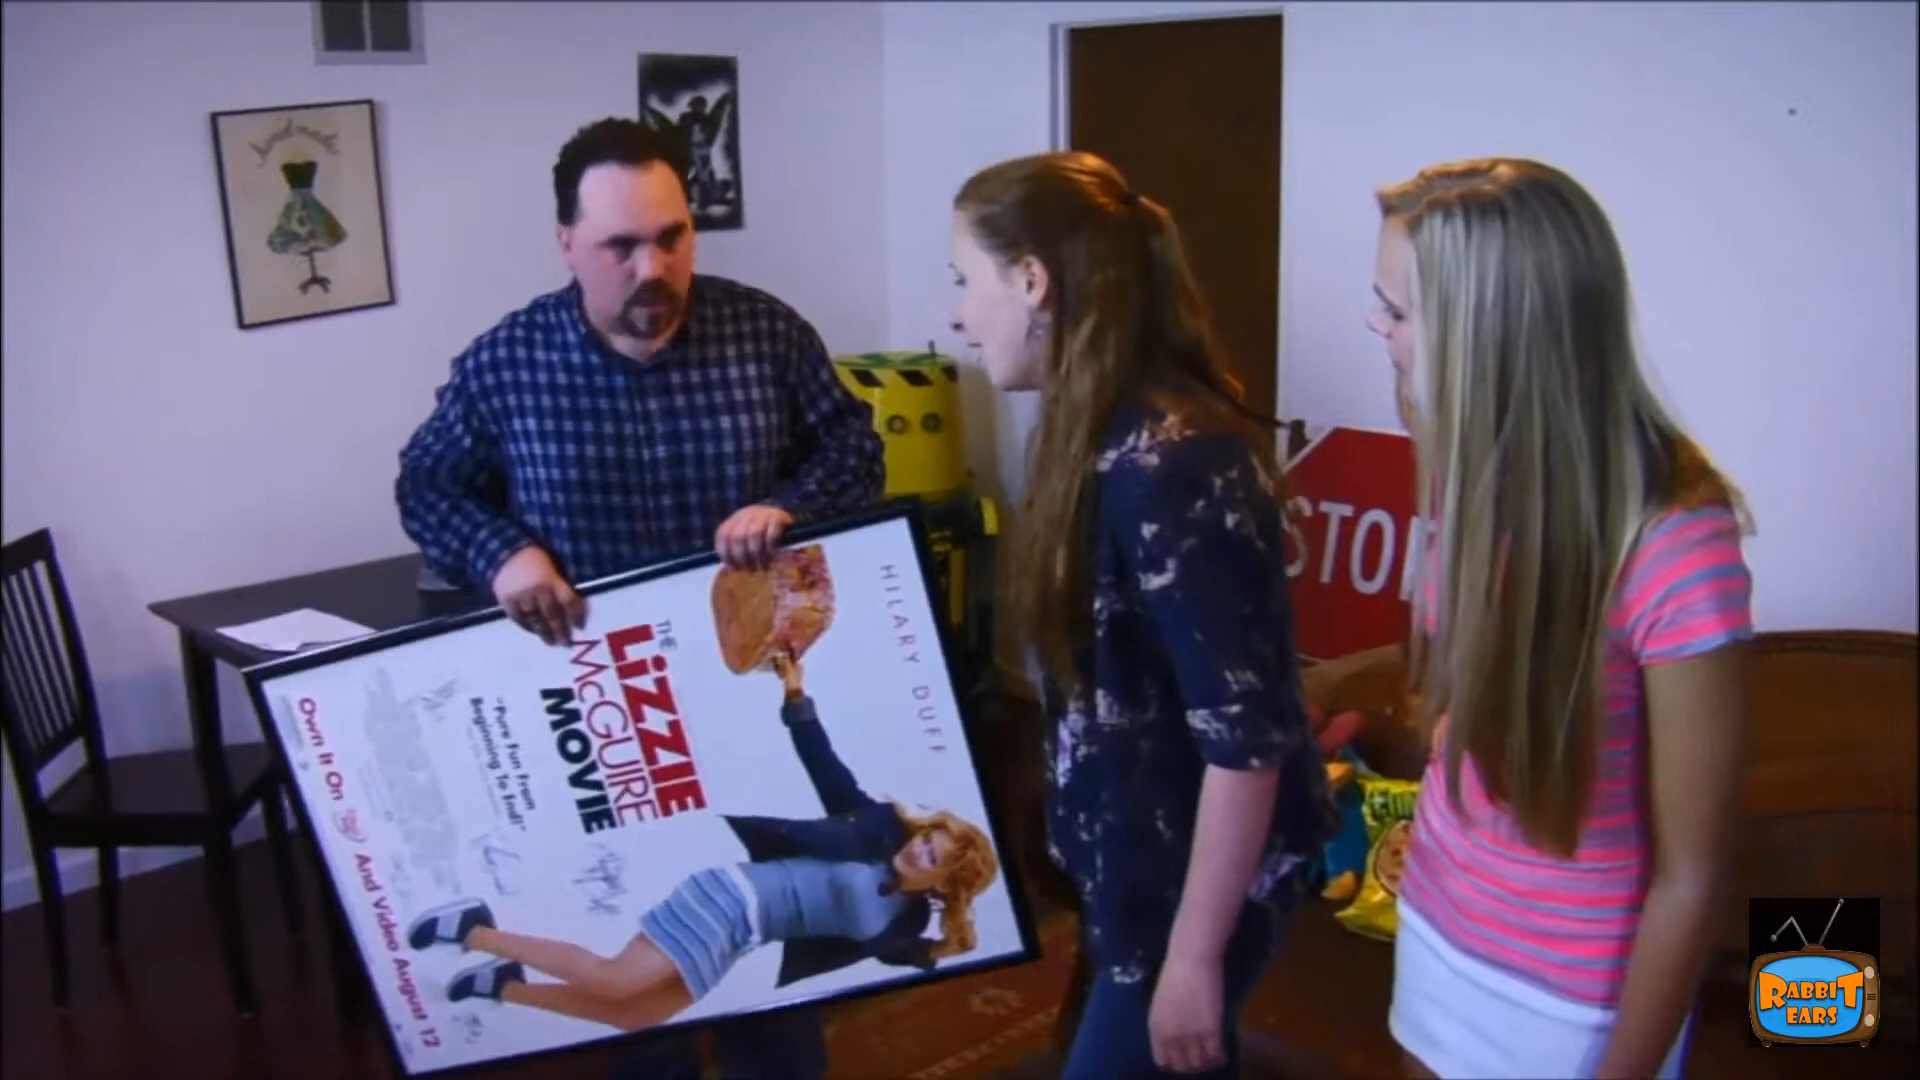 Handmade
STOP
HILARY DUFF
THE
LIZZIE
McGUIRE
MOVIE
"Pure Fun From
Beginning To End!"
Own It On
And Video August 12
RABBIT
EARS